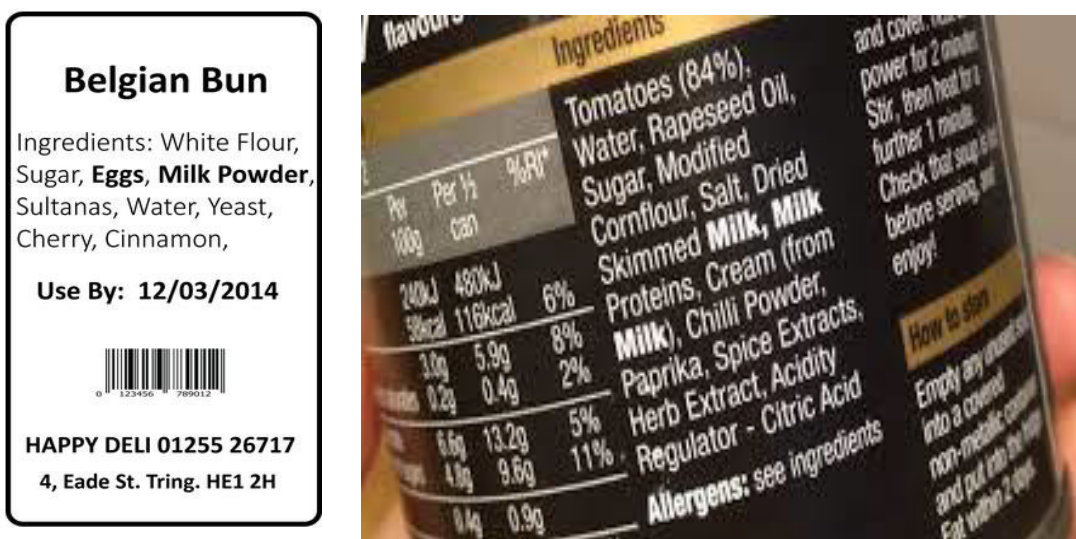 Belgian Bun
Ingredients: White Flour,
Sugar, Eggs, Milk Powder,
Sultanas, Water, Yeast,
Cherry, Cinnamon,
Use By: 12/03/2014
0 123456 789012
HAPPY DELI 01255 26717
4, Eade St. Tring. HE1 2H
flavours
Ingredients
Tomatoes (84%),
Water, Rapeseed Oil,
Sugar, Modified
Cornflour, Salt, Dried
Skimmed Milk, Milk
Proteins, Cream (from
Milk), Chilli Powder,
Paprika, Spice Extracts,
Herb Extract, Acidity
Regulator - Citric Acid
Allergens: see ingredients
Per 100g Per ½ can %RI*
240kJ 480kJ
58kcal 116kcal 6%
3.0g 5.9g 8%
0.2g 0.4g 2%
6.6g 13.2g 5%
4.8g 9.6g 11%
0.4g 0.9g
and cover
power for 2 minutes
Stir, then heat for a
further 1 minute.
Check that soup is hot
before serving, and
enjoy!
How to store
Empty any unused soup
into a covered
non-metallic container
and put into the fridge
Eat within 2 days.